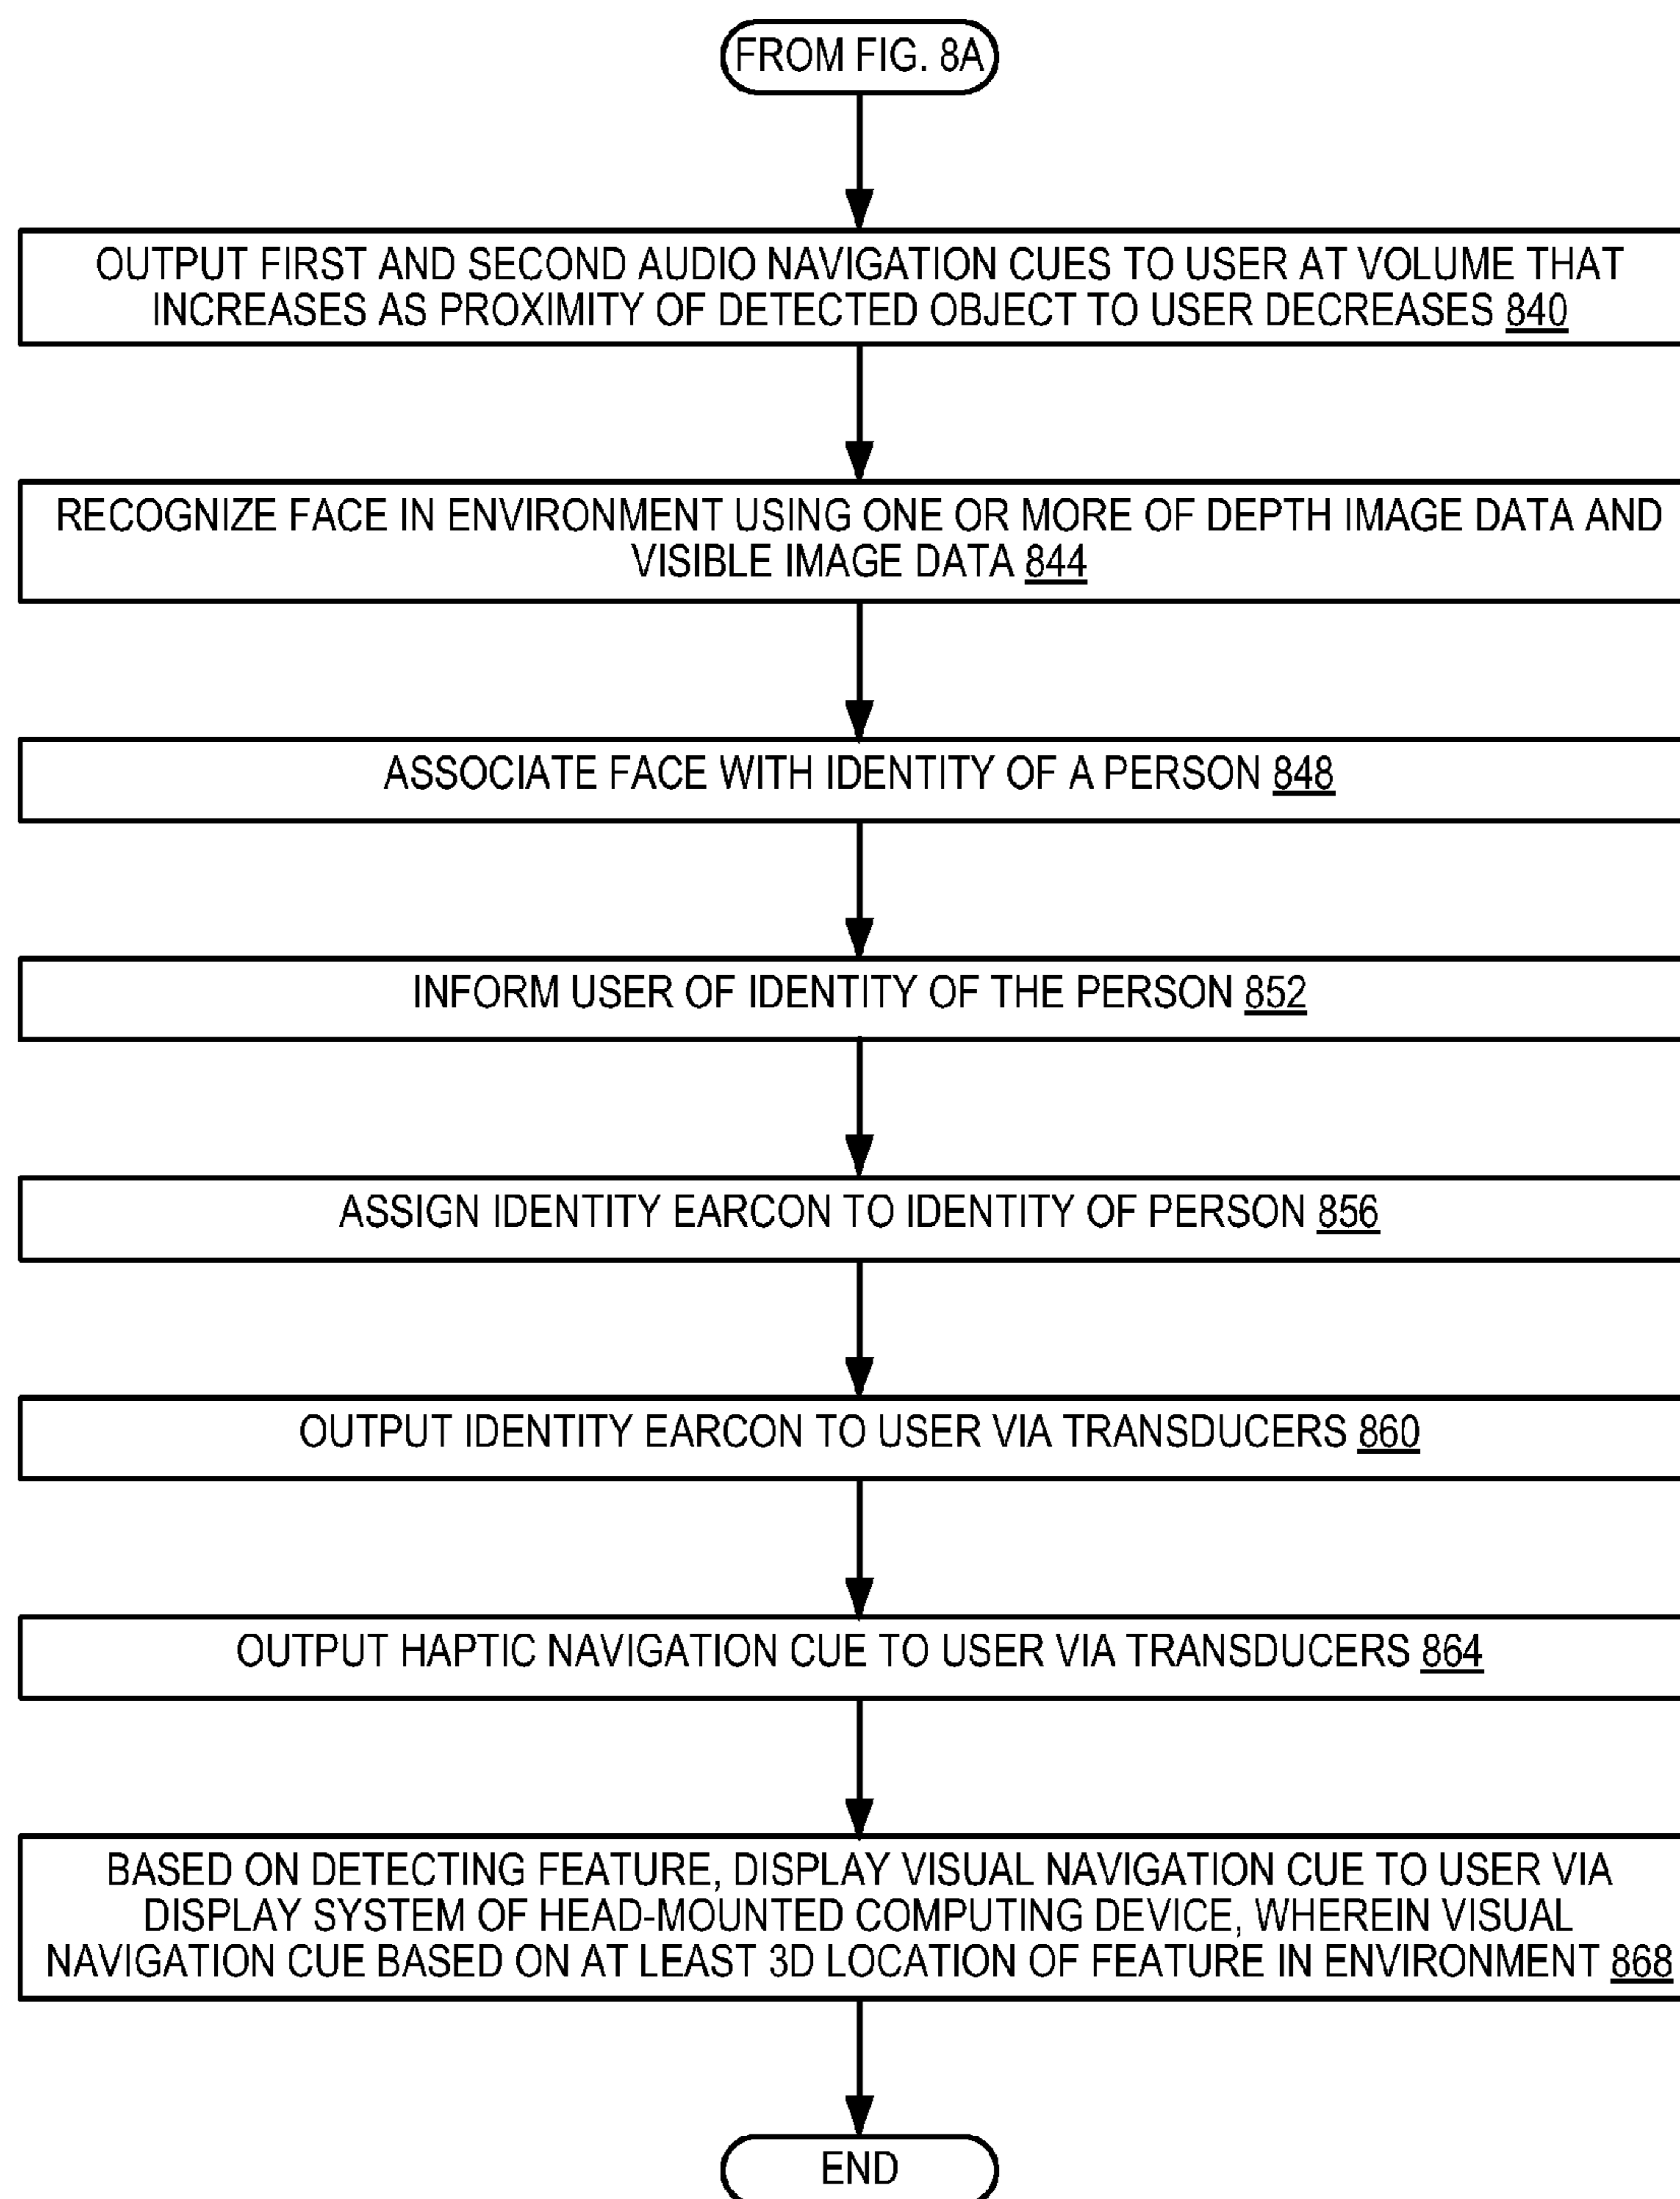 FROM FIG. 8A
OUTPUT FIRST AND SECOND AUDIO NAVIGATION CUES TO USER AT VOLUME THAT
INCREASES AS PROXIMITY OF DETECTED OBJECT TO USER DECREASES 840
RECOGNIZE FACE IN ENVIRONMENT USING ONE OR MORE OF DEPTH IMAGE DATA AND
VISIBLE IMAGE DATA 844
ASSOCIATE FACE WITH IDENTITY OF A PERSON 848
INFORM USER OF IDENTITY OF THE PERSON 852
ASSIGN IDENTITY EARCON TO IDENTITY OF PERSON 856
OUTPUT IDENTITY EARCON TO USER VIA TRANSDUCERS 860
OUTPUT HAPTIC NAVIGATION CUE TO USER VIA TRANSDUCERS 864
BASED ON DETECTING FEATURE, DISPLAY VISUAL NAVIGATION CUE TO USER VIA
DISPLAY SYSTEM OF HEAD-MOUNTED COMPUTING DEVICE, WHEREIN VISUAL
NAVIGATION CUE BASED ON AT LEAST 3D LOCATION OF FEATURE IN ENVIRONMENT 868
END